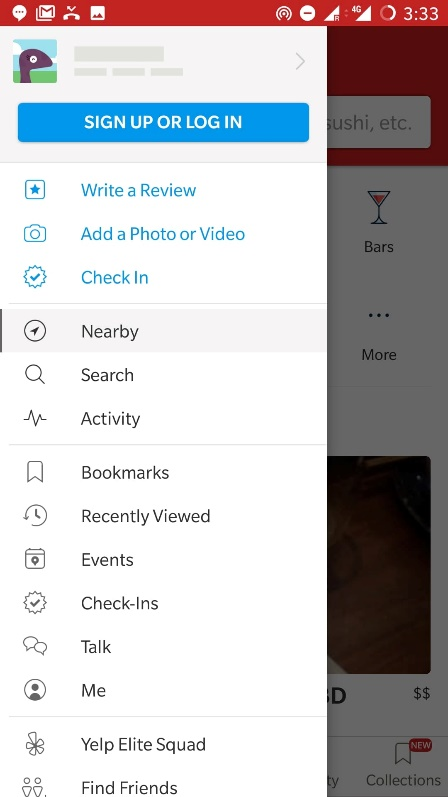 4G 3:33
SIGN UP OR LOG IN
sushi, etc.
Write a Review
Add a Photo or Video
Bars
Check In
Nearby
More
Search
Activity
Bookmarks
Recently Viewed
Events
Check-Ins
Talk
Me
$$
Yelp Elite Squad
NEW
Collections
Find Friends